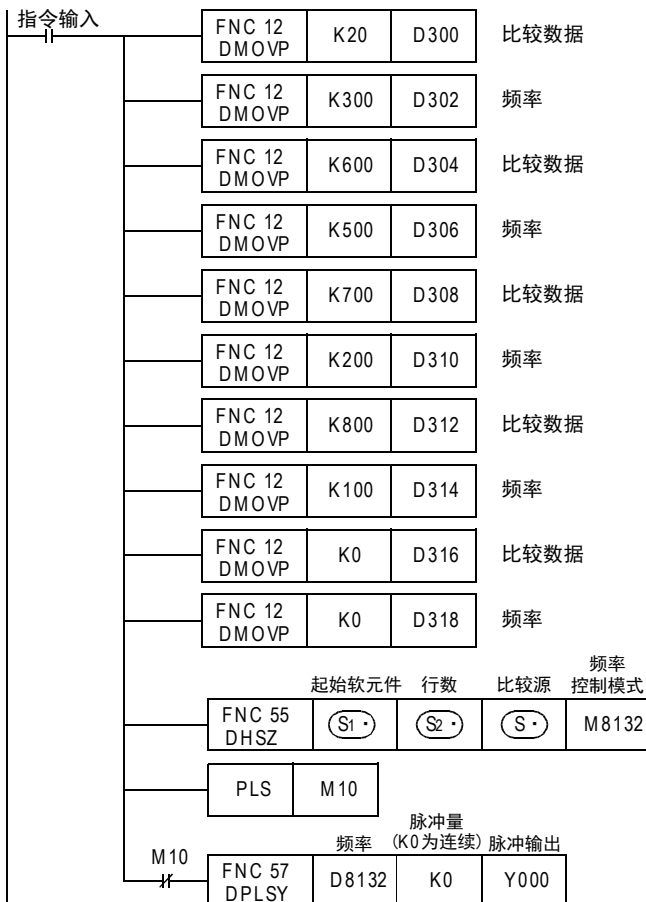 指令输入
FNC 12 DMOVP K20 D300 比较数据
FNC 12 DMOVP K300 D302 频率
FNC 12 DMOVP K600 D304 比较数据
FNC 12 DMOVP K500 D306 频率
FNC 12 DMOVP K700 D308 比较数据
FNC 12 DMOVP K200 D310 频率
FNC 12 DMOVP K800 D312 比较数据
FNC 12 DMOVP K100 D314 频率
FNC 12 DMOVP K0 D316 比较数据
FNC 12 DMOVP K0 D318 频率
起始软元件 行数 比较源 频率控制模式
FNC 55 DHSZ S1· S2· S· M8132
PLS M10
频率 脉冲量(K0为连续) 脉冲输出
M10 FNC 57 DPLSY D8132 K0 Y000